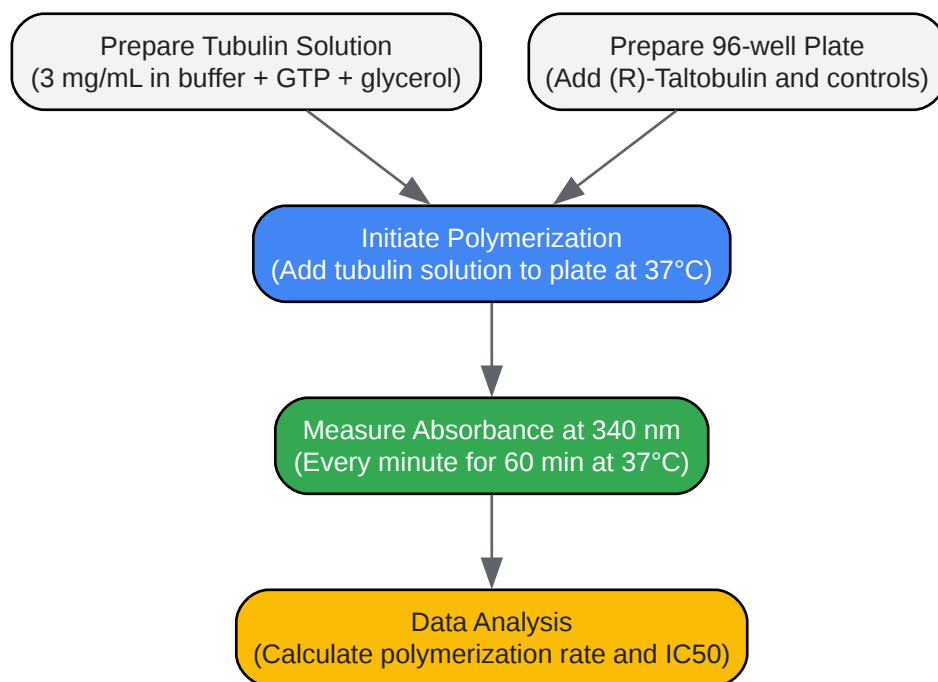 Prepare Tubulin Solution
(3 mg/mL in buffer + GTP + glycerol)
Prepare 96-well Plate
(Add (R)-Taltobulin and controls)
Initiate Polymerization
(Add tubulin solution to plate at 37°C)
Measure Absorbance at 340 nm
(Every minute for 60 min at 37°C)
Data Analysis
(Calculate polymerization rate and IC50)